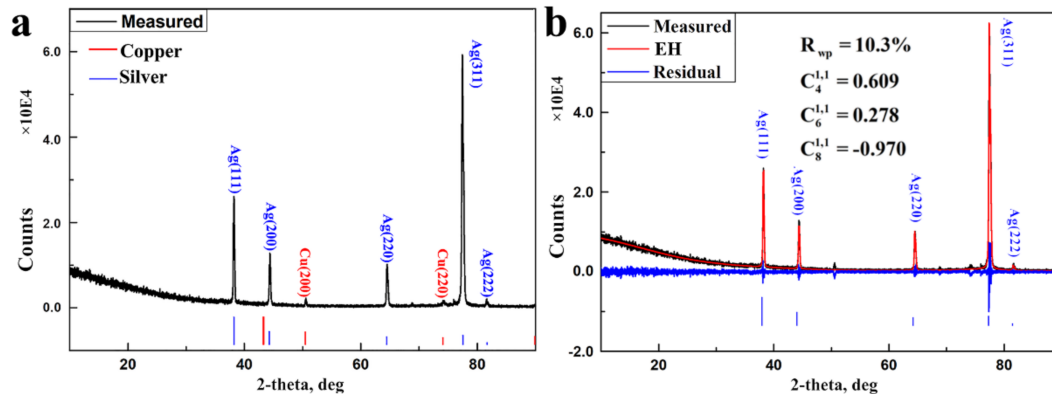 a
Measured
Copper
Silver
×10E4
Counts
6.0
4.0
2.0
0.0
Ag(111)
Ag(200)
Cu(200)
Ag(220)
Cu(220)
Ag(311)
Ag(222)
20
40
60
80
2-theta, deg
b
Measured
EH
Residual
R wp = 10.3%
C 4 1,1 = 0.609
C 6 1,1 = 0.278
C 8 1,1 = -0.970
×10E4
Counts
6.0
4.0
2.0
0.0
-2.0
Ag(111)
Ag(200)
Ag(220)
Ag(311)
Ag(222)
20
40
60
80
2-theta, deg